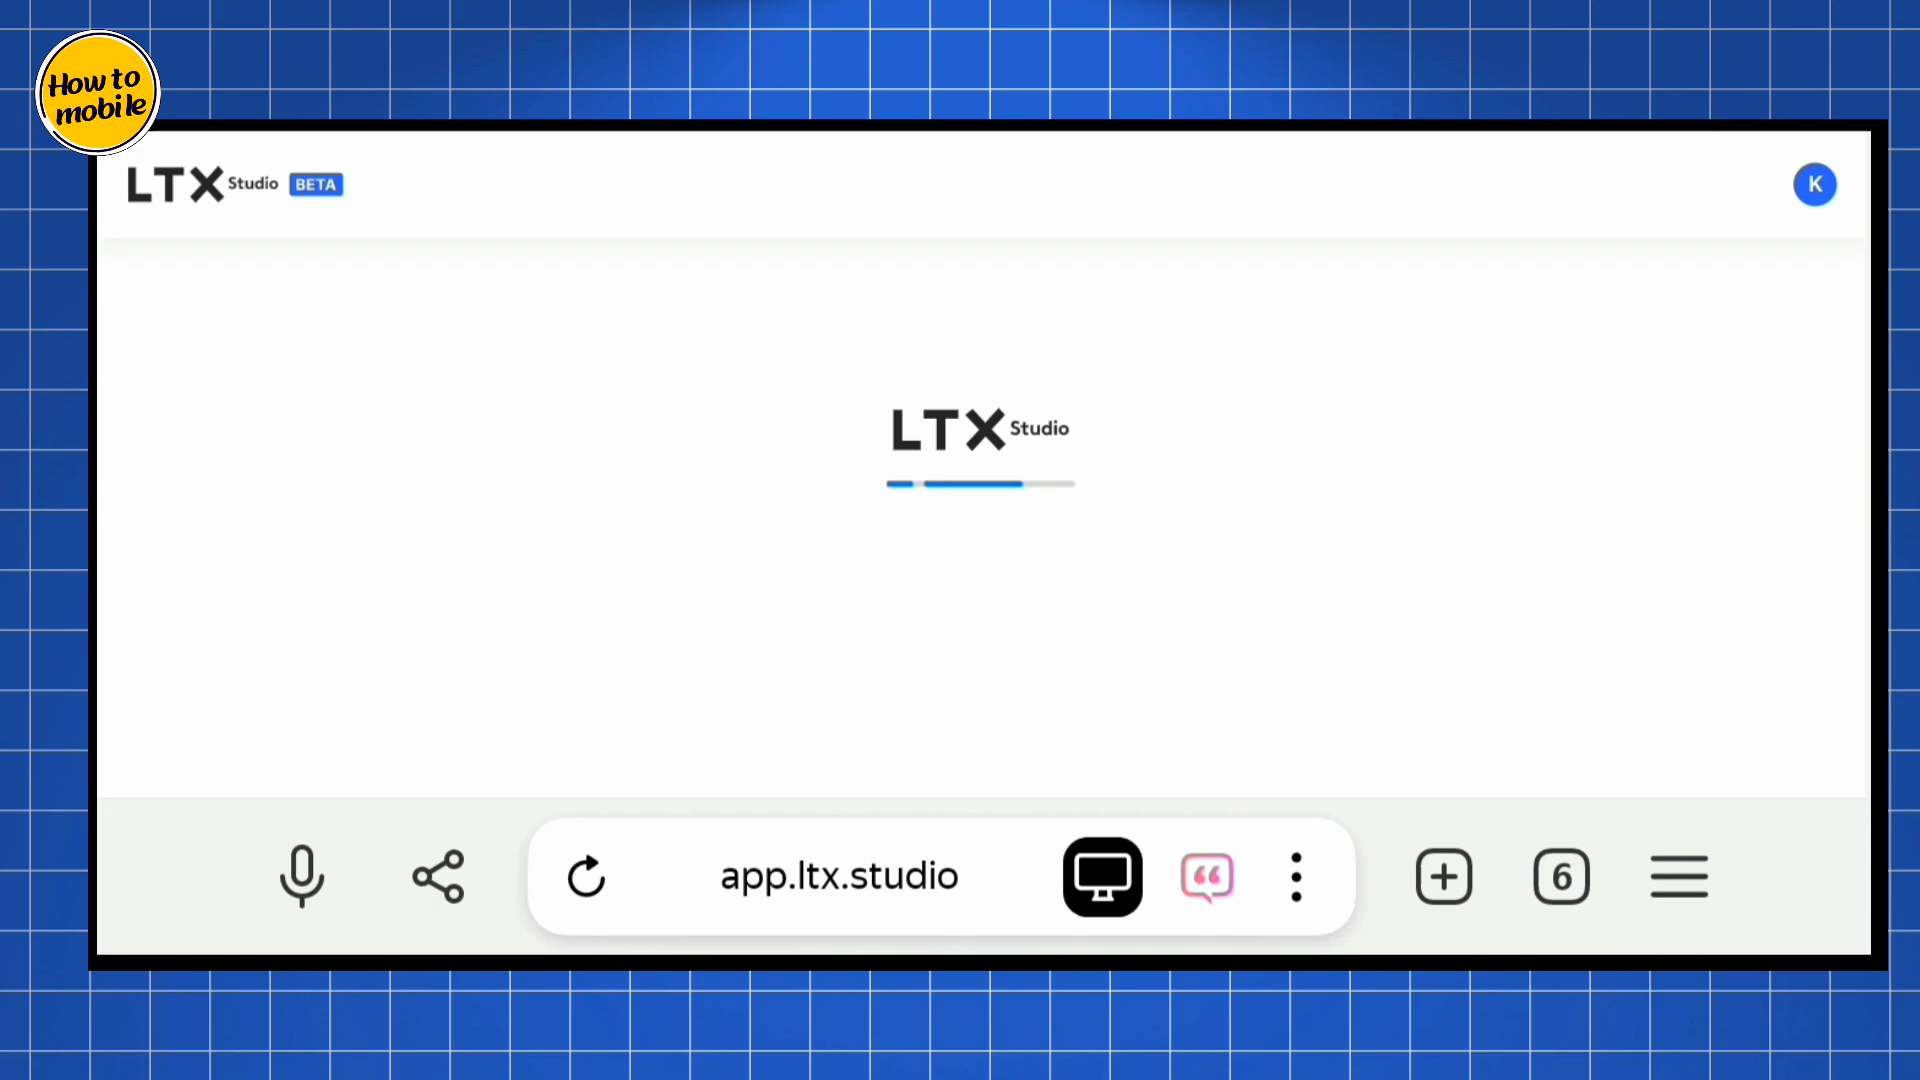 How to
mobile
LTX Studio BETA
K
LTX Studio
app.ltx.studio
6